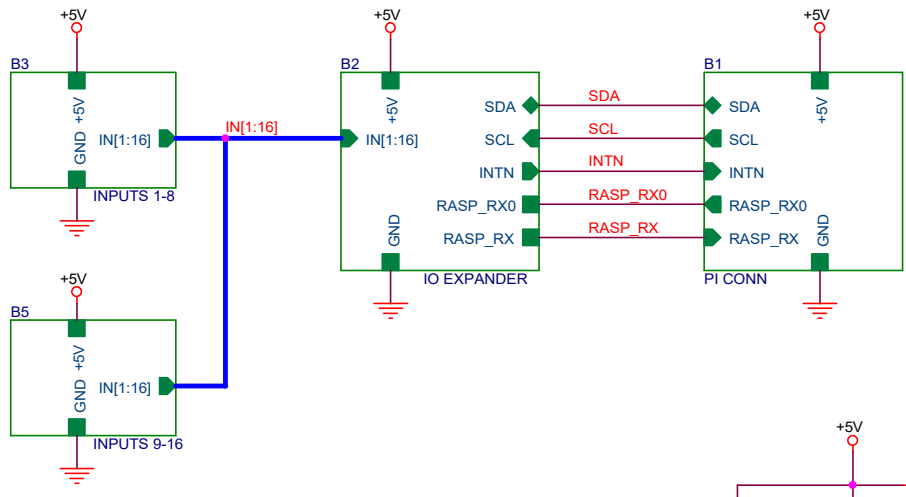 +5V
+5V
+5V
B3
B2
B1
+5V
GND
IN[1:16]
INPUTS 1-8
IN[1:16]
+5V
IN[1:16]
GND
SDA
SCL
INTN
RASP_RX0
RASP_RX
IO EXPANDER
SDA
SCL
INTN
RASP_RX0
RASP_RX
+5V
SDA
SCL
INTN
RASP_RX0
RASP_RX
GND
PI CONN
+5V
B5
+5V
GND
IN[1:16]
INPUTS 9-16
+5V